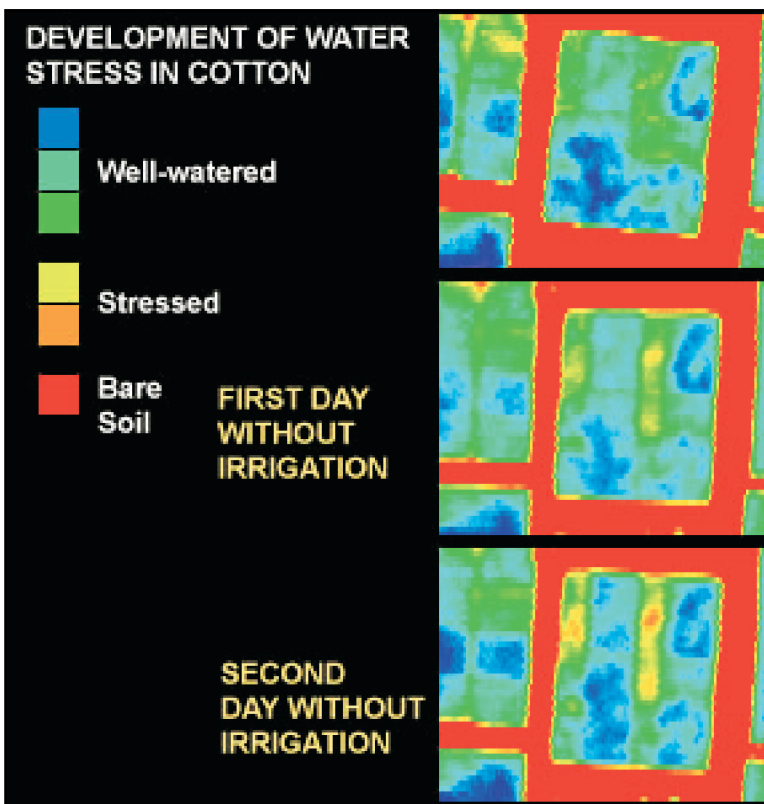 DEVELOPMENT OF WATER
STRESS IN COTTON
Well-watered
Stressed
Bare
Soil
FIRST DAY
WITHOUT
IRRIGATION
SECOND
DAY WITHOUT
IRRIGATION